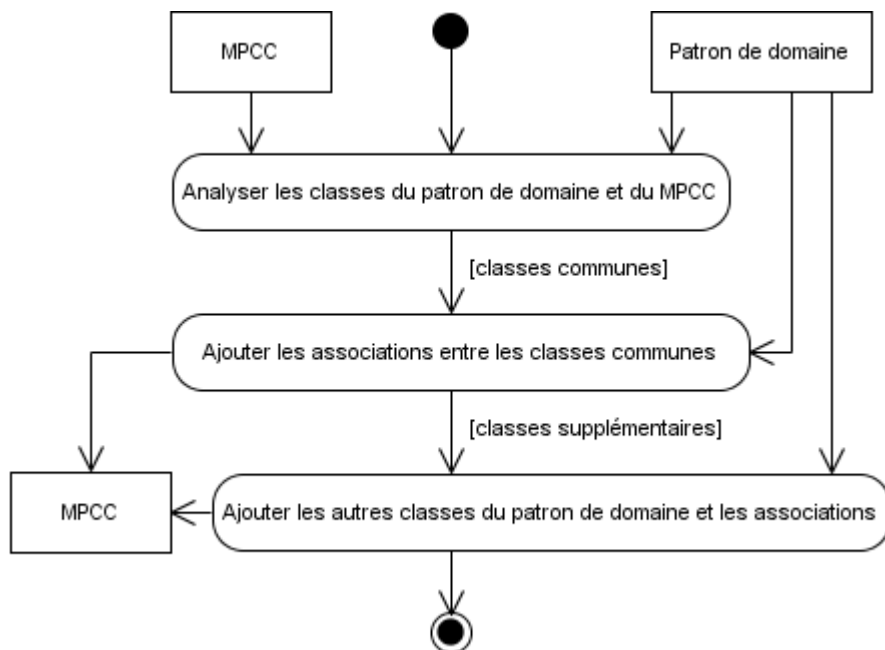 MPCC
Patron de domaine
Analyser les classes du patron de domaine et du MPCC
[classes communes]
Ajouter les associations entre les classes communes
[classes supplémentaires]
MPCC
Ajouter les autres classes du patron de domaine et les associations